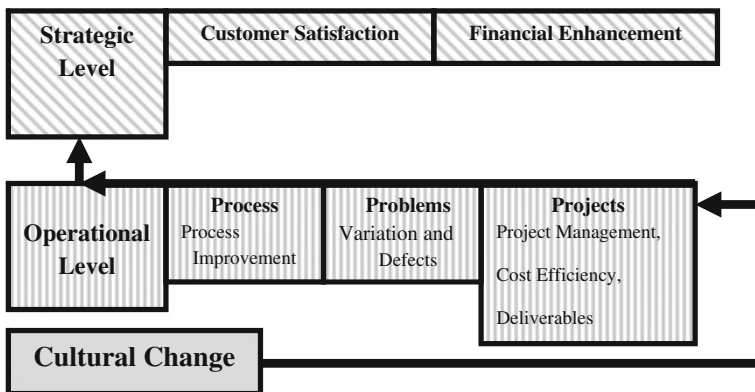 Strategic
Level
Customer Satisfaction
Financial Enhancement
Operational
Level
Process
Process
Improvement
Problems
Variation and
Defects
Projects
Project Management,
Cost Efficiency,
Deliverables
Cultural Change